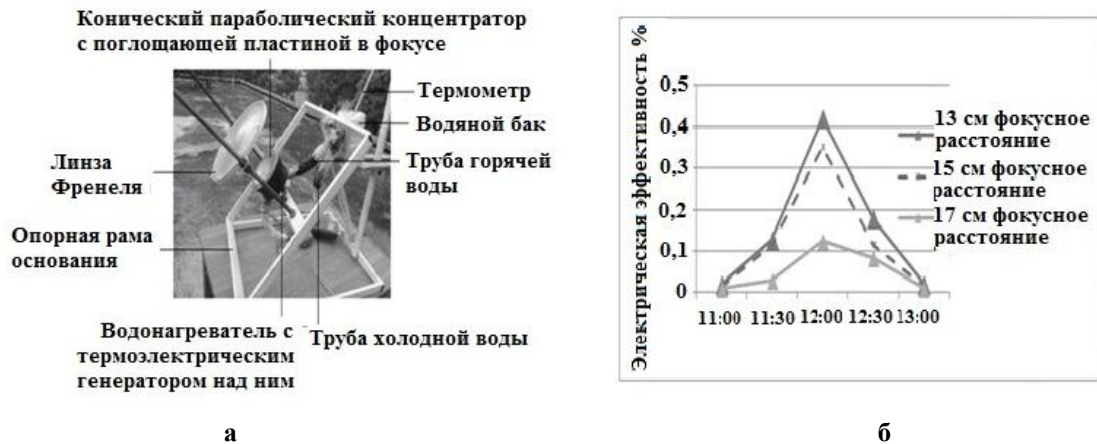 Конический параболический концентратор
с поглощающей пластиной в фокусе
Термометр
Водяной бак
Труба горячей
воды
Линза
Френеля
Опорная рама
основания
Водонагреватель с
термоэлектрическим
генератором над ним
Труба холодной воды
а
Электрическая эффективность %
0,5
0,4
0,3
0,2
0,1
0
11:00 11:30 12:00 12:30 13:00
13 см фокусное
расстояние
15 см фокусное
расстояние
17 см фокусное
расстояние
б